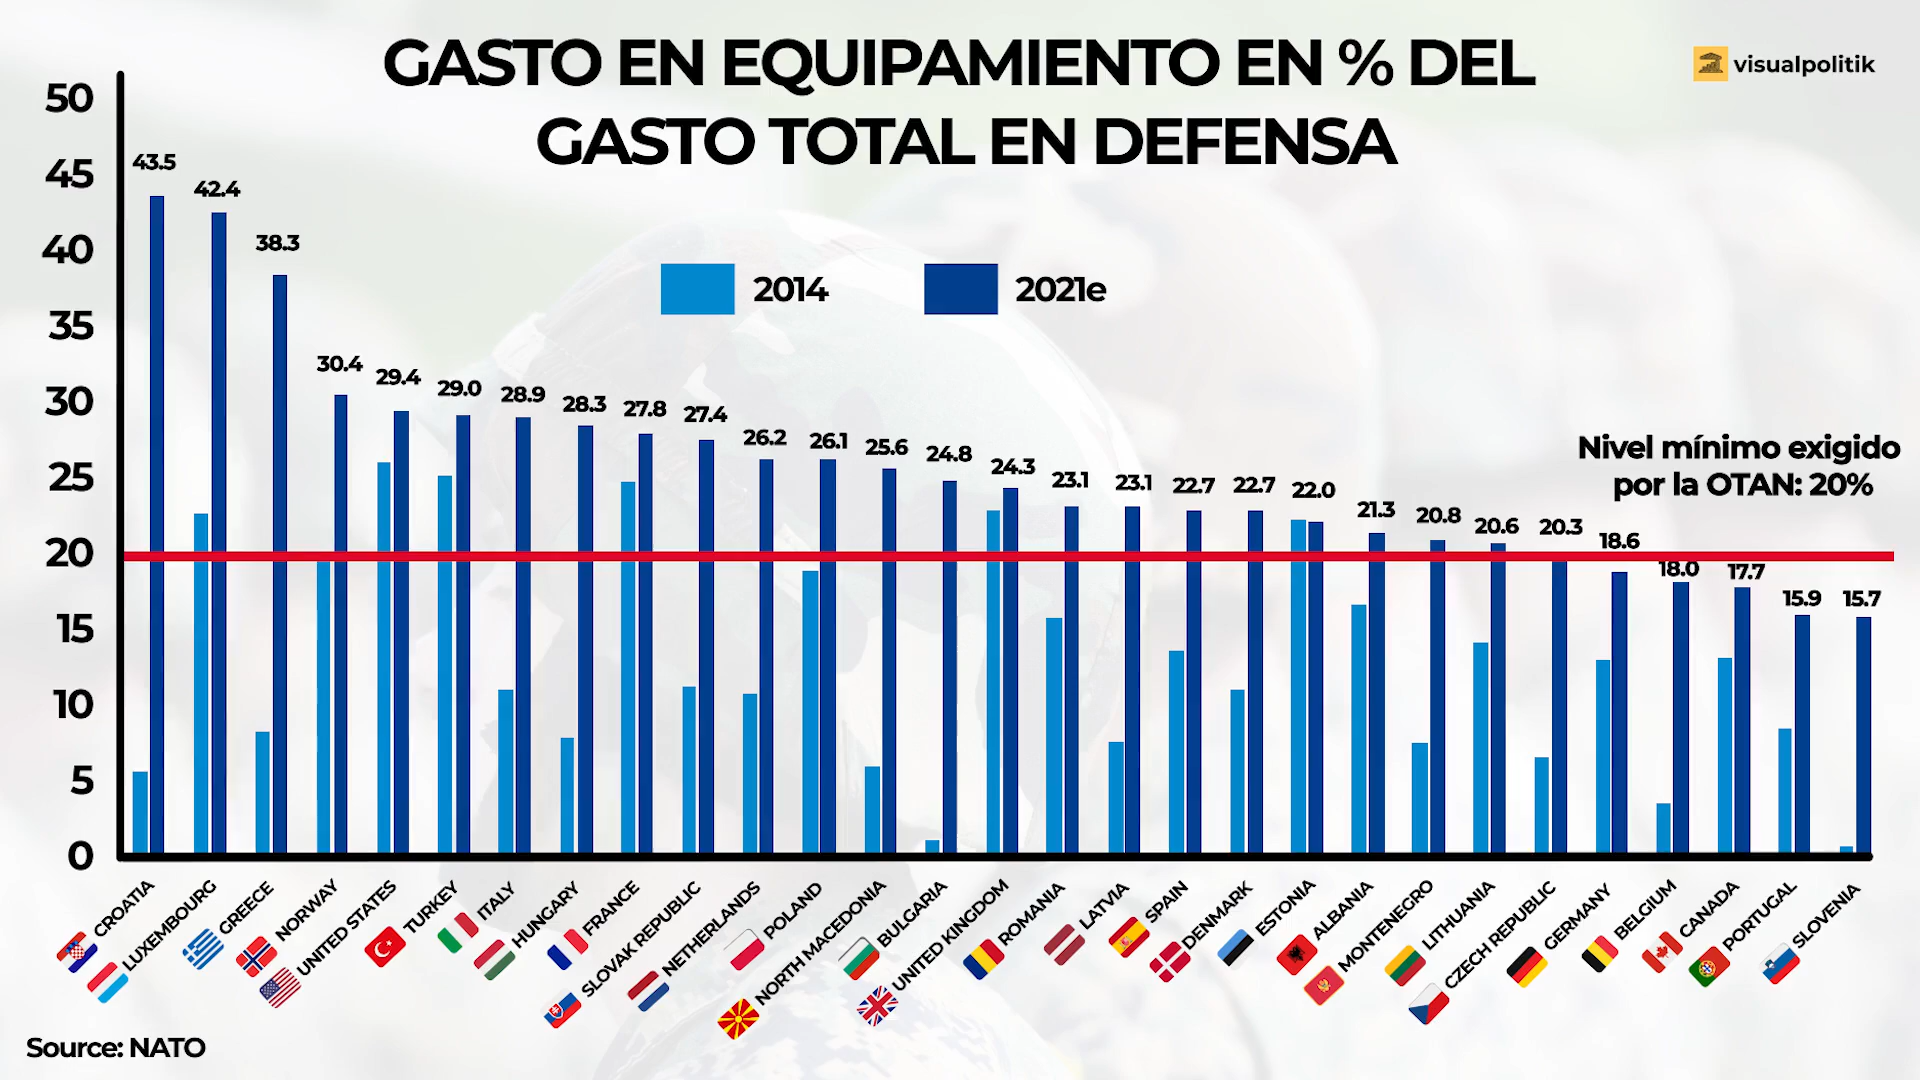 GASTO EN EQUIPAMIENTO EN % DEL
GASTO TOTAL EN DEFENSA
visualpolitik
50
45
40
35
30
25
20
15
10
5
0
2014
2021e
43.5
42.4
38.3
30.4
29.4
29.0
28.9
28.3
27.8
27.4
26.2
26.1
25.6
24.8
24.3
23.1
23.1
22.7
22.7
22.0
21.3
20.8
20.6
20.3
18.6
18.0
17.7
15.9
15.7
Nivel mínimo exigido
por la OTAN: 20%
CROATIA
LUXEMBOURG
GREECE
NORWAY
UNITED STATES
TURKEY
ITALY
HUNGARY
FRANCE
SLOVAK REPUBLIC
NETHERLANDS
POLAND
NORTH MACEDONIA
BULGARIA
UNITED KINGDOM
ROMANIA
LATVIA
SPAIN
DENMARK
ESTONIA
ALBANIA
MONTENEGRO
LITHUANIA
CZECH REPUBLIC
GERMANY
BELGIUM
CANADA
PORTUGAL
SLOVENIA
Source: NATO